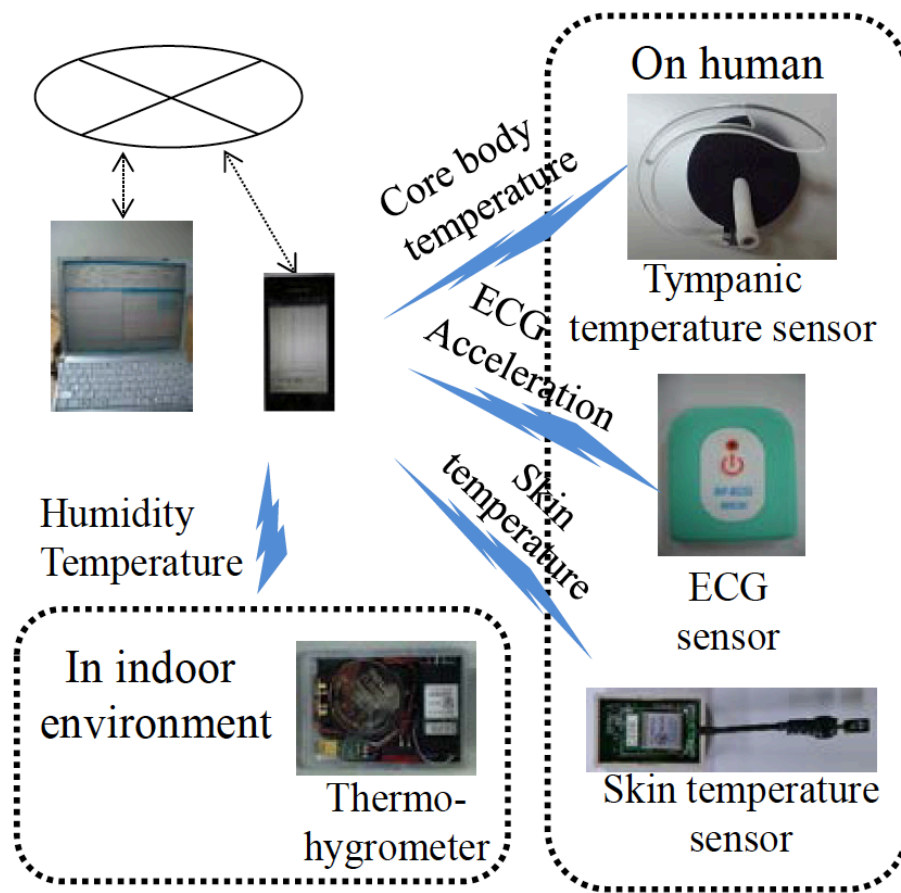 On human
Core body
temperature
Tympanic
temperature sensor
ECG
Acceleration
Skin
temperature
ECG
sensor
Humidity
Temperature
In indoor
environment
Thermo-
hygrometer
Skin temperature
sensor